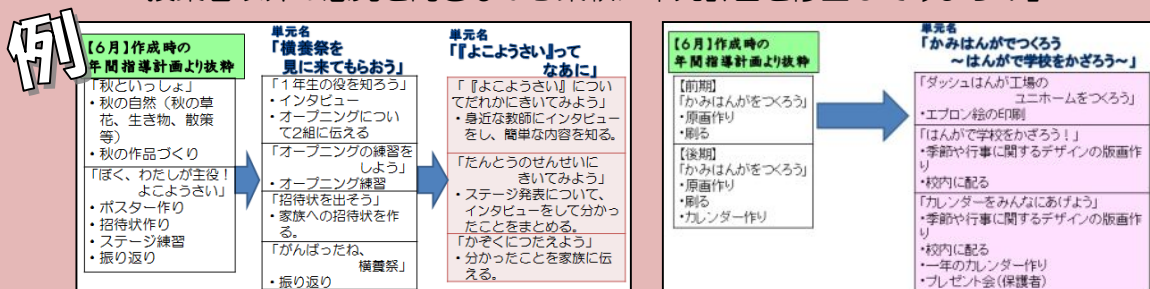 例
【6月】作成時の
年間指導計画より抜粋
「秋といっしょ」
・秋の自然（秋の草
花、生き物、散策
等）
・秋の作品づくり
「ぼく、わたしが主役！
よこようさい」
・ポスター作り
・招待状作り
・ステージ練習
・振り返り
単元名
「横養祭を
見に来てもらおう」
「１年生の役を知ろう」
・インタビュー
・オープニングについ
て2組に伝える
「オープニングの練習を
しよう」
・オープニング練習
「招待状を出そう」
・家族への招待状を作
る。
「がんばったね、
横養祭」
・振り返り
単元名
「『よこようさい』って
なあに」
「『よこようさい』につい
てだれかにきいてみよう」
・身近な教師にインタビュー
をし、簡単な内容を知る。
「たんとうのせんせいに
きいてみよう」
・ステージ発表について、
インタビューをして分かっ
たことをまとめる。
「かぞくにつたえよう」
・分かったことを家族に伝
える。
【6月】作成時の
年間指導計画より抜粋
【前期】
「かみはんがをつくろう」
・原画作り
・刷る
【後期】
「かみはんがをつくろう」
・原画作り
・刷る
・カレンダー作り
単元名
「かみはんがでつくろう
～はんがで学校をかざろう～」
「ダッシュはんが工場の
ユニホームをつくろう」
・エプロン絵の印刷
「はんがで学校をかざろう！」
・季節や行事に関するデザインの版画作
り
・校内に配る
「カレンダーをみんなにあげよう」
・季節や行事に関するデザインの版画作
り
・校内に配る
・一年のカレンダー作り
・プレゼント会（保護者）